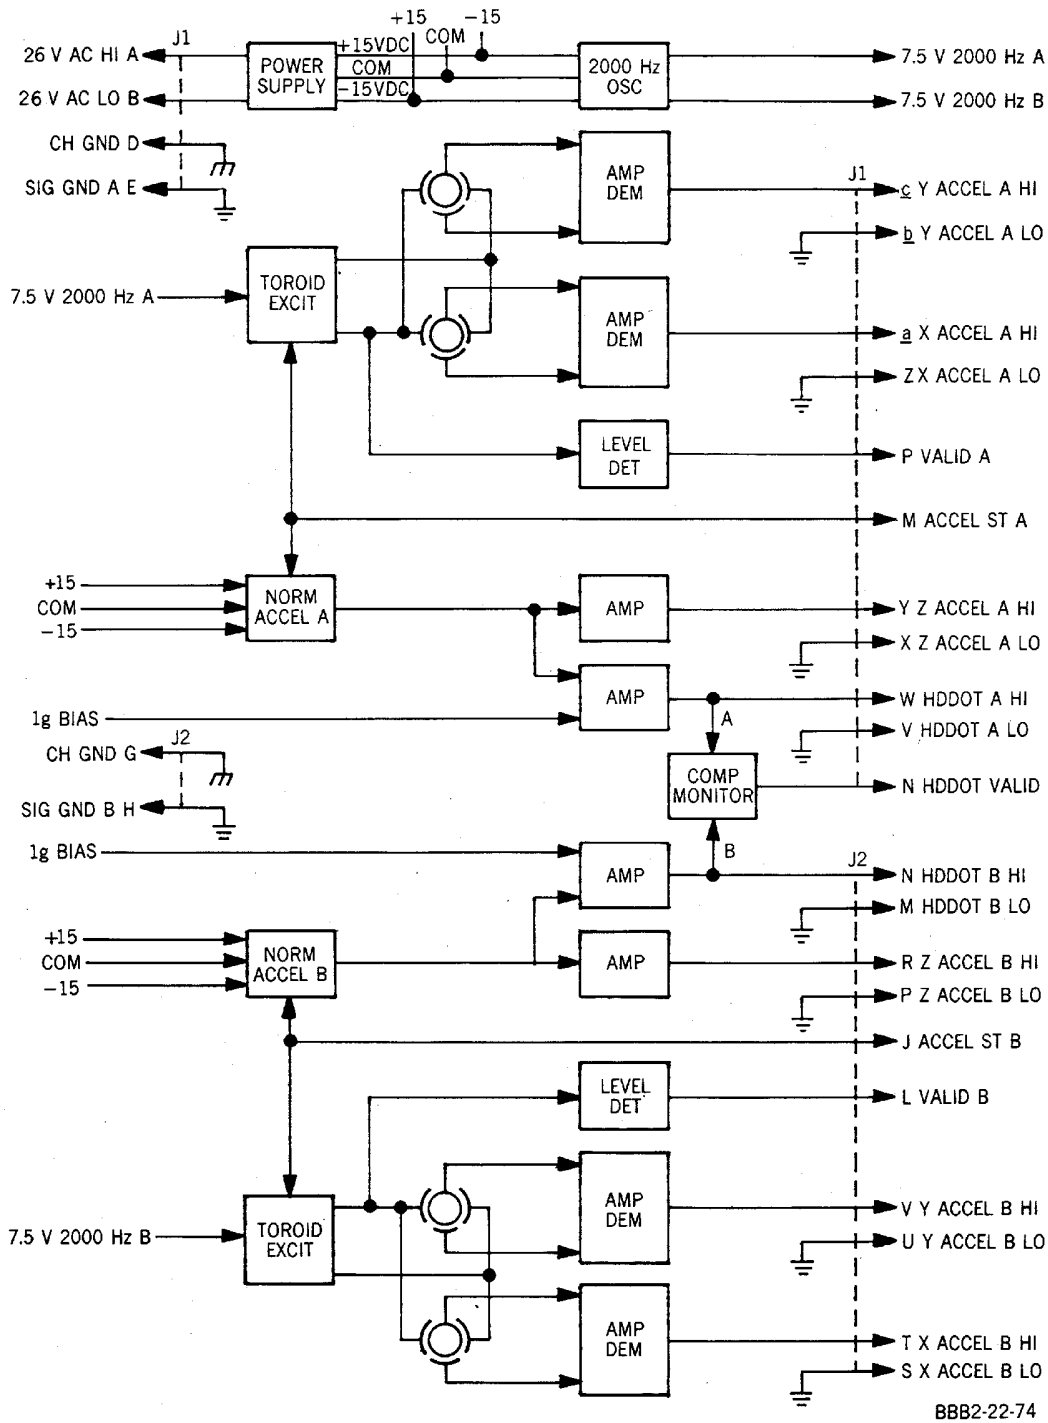 +15
COM
-15
J1
26 V AC HI A
POWER
SUPPLY
+15VDC
COM
-15VDC
2000 Hz
OSC
7.5 V 2000 Hz A
26 V AC LO B
7.5 V 2000 Hz B
CH GND D
SIG GND A E
AMP
DEM
J1
c Y ACCEL A HI
b Y ACCEL A LO
7.5 V 2000 Hz A
TOROID
EXCIT
AMP
DEM
a X ACCEL A HI
Z X ACCEL A LO
LEVEL
DET
P VALID A
M ACCEL ST A
+15
COM
-15
NORM
ACCEL A
AMP
Y Z ACCEL A HI
X Z ACCEL A LO
AMP
W HDDOT A HI
1g BIAS
A
V HDDOT A LO
J2
CH GND G
COMP
MONITOR
N HDDOT VALID
SIG GND B H
1g BIAS
B
AMP
J2
N HDDOT B HI
M HDDOT B LO
+15
COM
-15
NORM
ACCEL B
AMP
R Z ACCEL B HI
P Z ACCEL B LO
J ACCEL ST B
LEVEL
DET
L VALID B
7.5 V 2000 Hz B
TOROID
EXCIT
AMP
DEM
V Y ACCEL B HI
U Y ACCEL B LO
AMP
DEM
T X ACCEL B HI
S X ACCEL B LO
BBB2-22-74